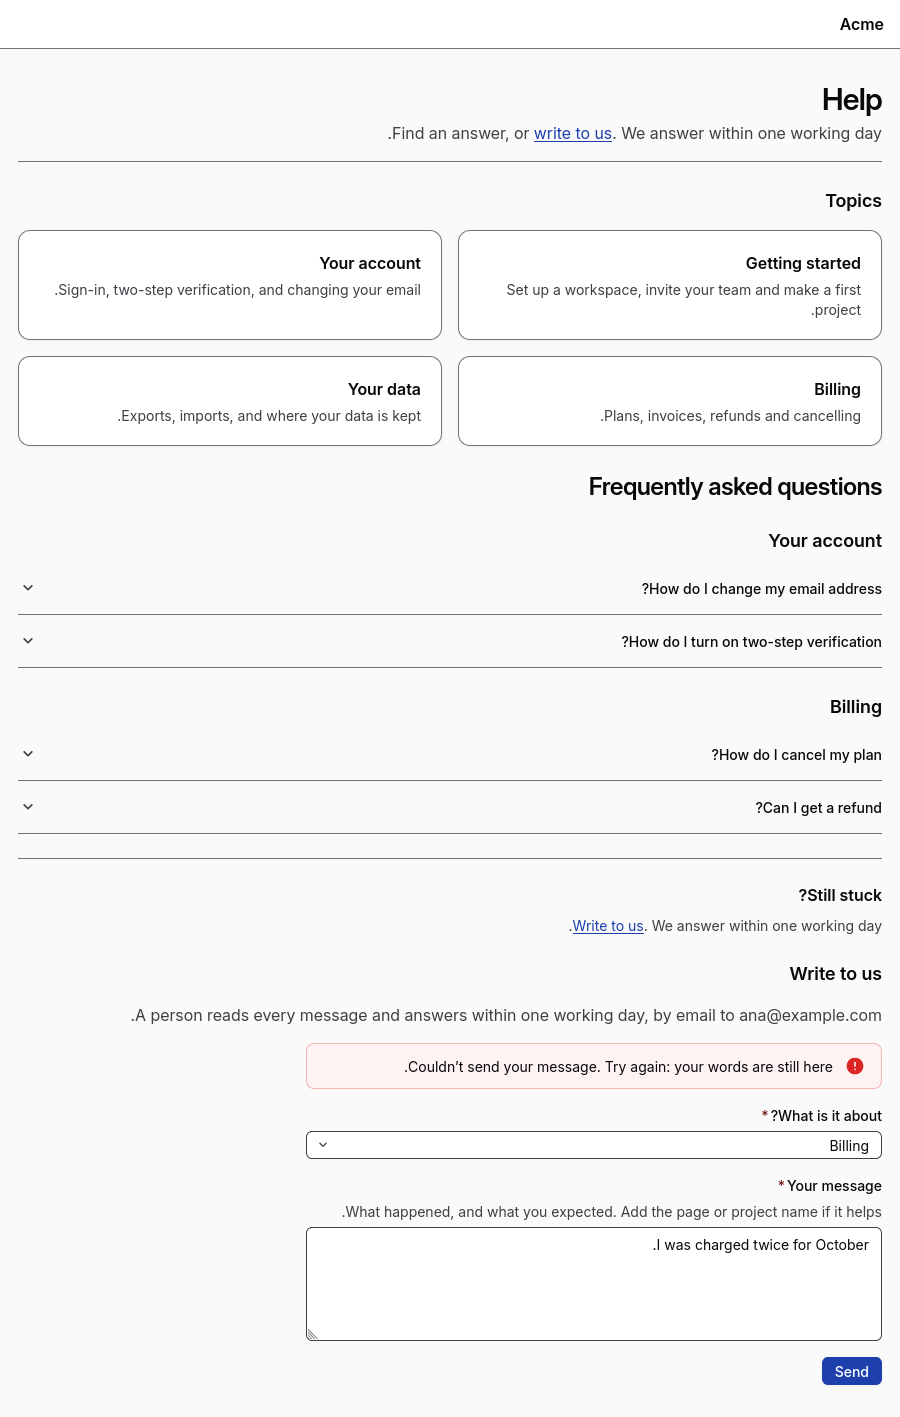 Acme
Help
Find an answer, or write to us. We answer within one working day.
Topics
Getting started
Set up a workspace, invite your team and make a first
project.
Your account
Sign-in, two-step verification, and changing your email.
Billing
Plans, invoices, refunds and cancelling.
Your data
Exports, imports, and where your data is kept.
Frequently asked questions
Your account
How do I change my email address?
How do I turn on two-step verification?
Billing
How do I cancel my plan?
Can I get a refund?
Still stuck?
Write to us. We answer within one working day.
Write to us
A person reads every message and answers within one working day, by email to ana@example.com.
Couldn’t send your message. Try again: your words are still here.
What is it about? *
Billing
Your message *
What happened, and what you expected. Add the page or project name if it helps.
I was charged twice for October.
Send